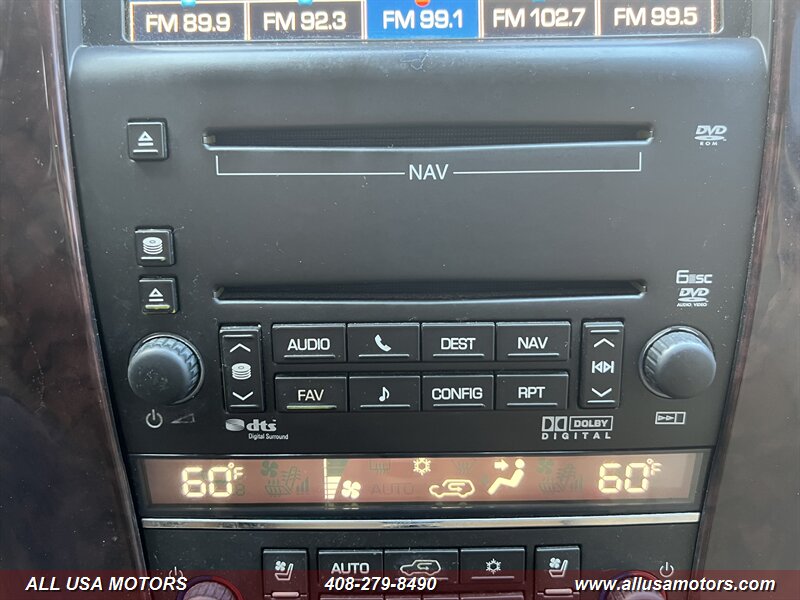 FM 89.9 FM 92.3 FM 99.1 FM 102.7 FM 99.5
DVD
ROM
NAV
6 DISC
DVD
AUDIO, VIDEO
AUDIO DEST NAV
FAV CONFIG RPT
dts
Digital Surround
DOLBY
DIGITAL
60°F AUTO 60°F
AUTO
ALL USA MOTORS 408-279-8490 www.allusamotors.com